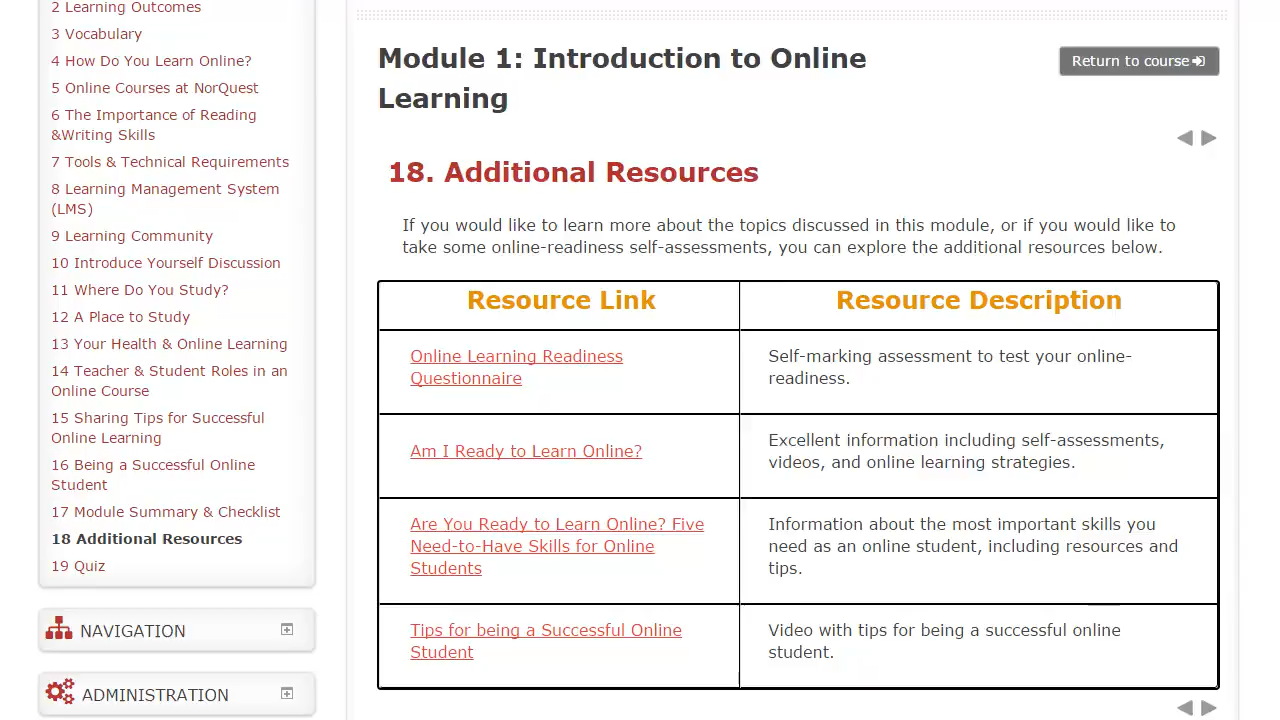 2 Learning Outcomes
3 Vocabulary
4 How Do You Learn Online?
5 Online Courses at NorQuest
6 The Importance of Reading
&Writing Skills
7 Tools & Technical Requirements
8 Learning Management System
(LMS)
9 Learning Community
10 Introduce Yourself Discussion
11 Where Do You Study?
12 A Place to Study
13 Your Health & Online Learning
14 Teacher & Student Roles in an
Online Course
15 Sharing Tips for Successful
Online Learning
16 Being a Successful Online
Student
17 Module Summary & Checklist
18 Additional Resources
19 Quiz
NAVIGATION
ADMINISTRATION
Module 1: Introduction to Online
Learning
Return to course
18. Additional Resources
If you would like to learn more about the topics discussed in this module, or if you would like to
take some online-readiness self-assessments, you can explore the additional resources below.
Resource Link
Resource Description
Online Learning Readiness
Questionnaire
Self-marking assessment to test your online-
readiness.
Am I Ready to Learn Online?
Excellent information including self-assessments,
videos, and online learning strategies.
Are You Ready to Learn Online? Five
Need-to-Have Skills for Online
Students
Information about the most important skills you
need as an online student, including resources and
tips.
Tips for being a Successful Online
Student
Video with tips for being a successful online
student.